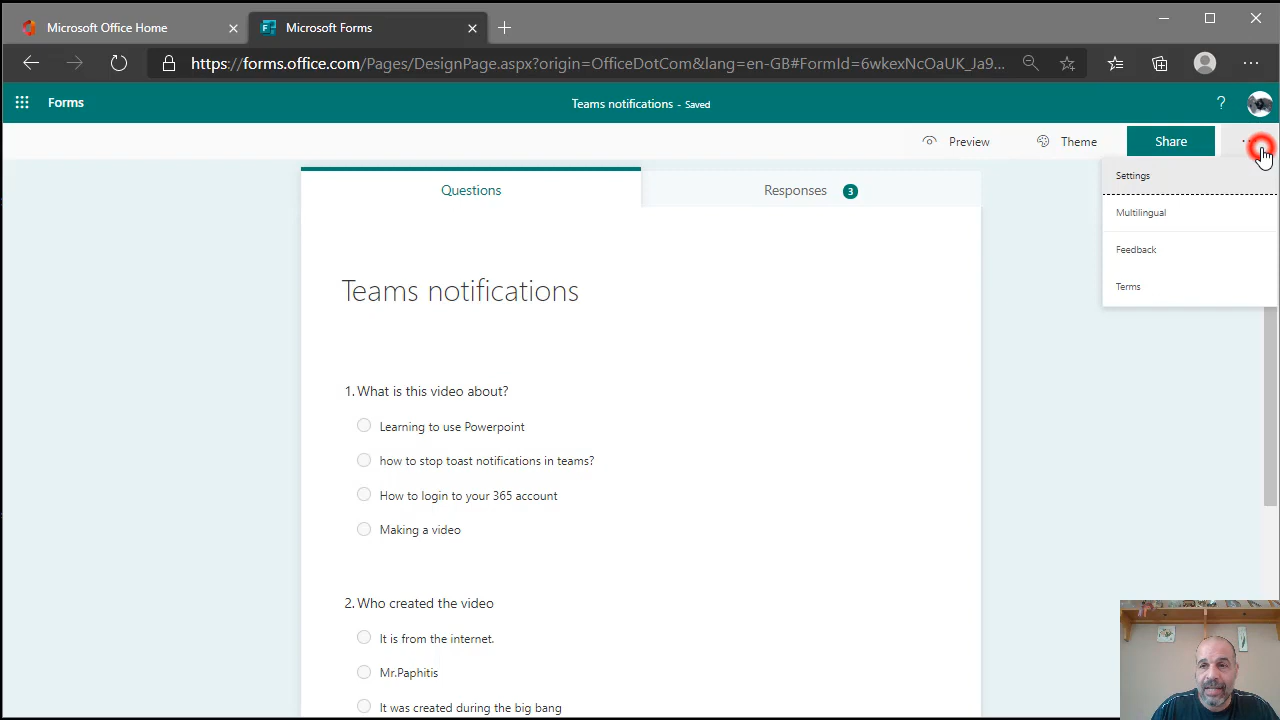 Microsoft Office Home
Microsoft Forms
https://forms.office.com/Pages/DesignPage.aspx?origin=OfficeDotCom&lang=en-GB#FormId=6wkexNcOaUK_Ja9...
Forms
Teams notifications - Saved
?
Preview
Theme
Share
Settings
Multilingual
Feedback
Terms
Questions
Responses 3
Teams notifications
1. What is this video about?
Learning to use Powerpoint
how to stop toast notifications in teams?
How to login to your 365 account
Making a video
2. Who created the video
It is from the internet.
Mr.Paphitis
It was created during the big bang